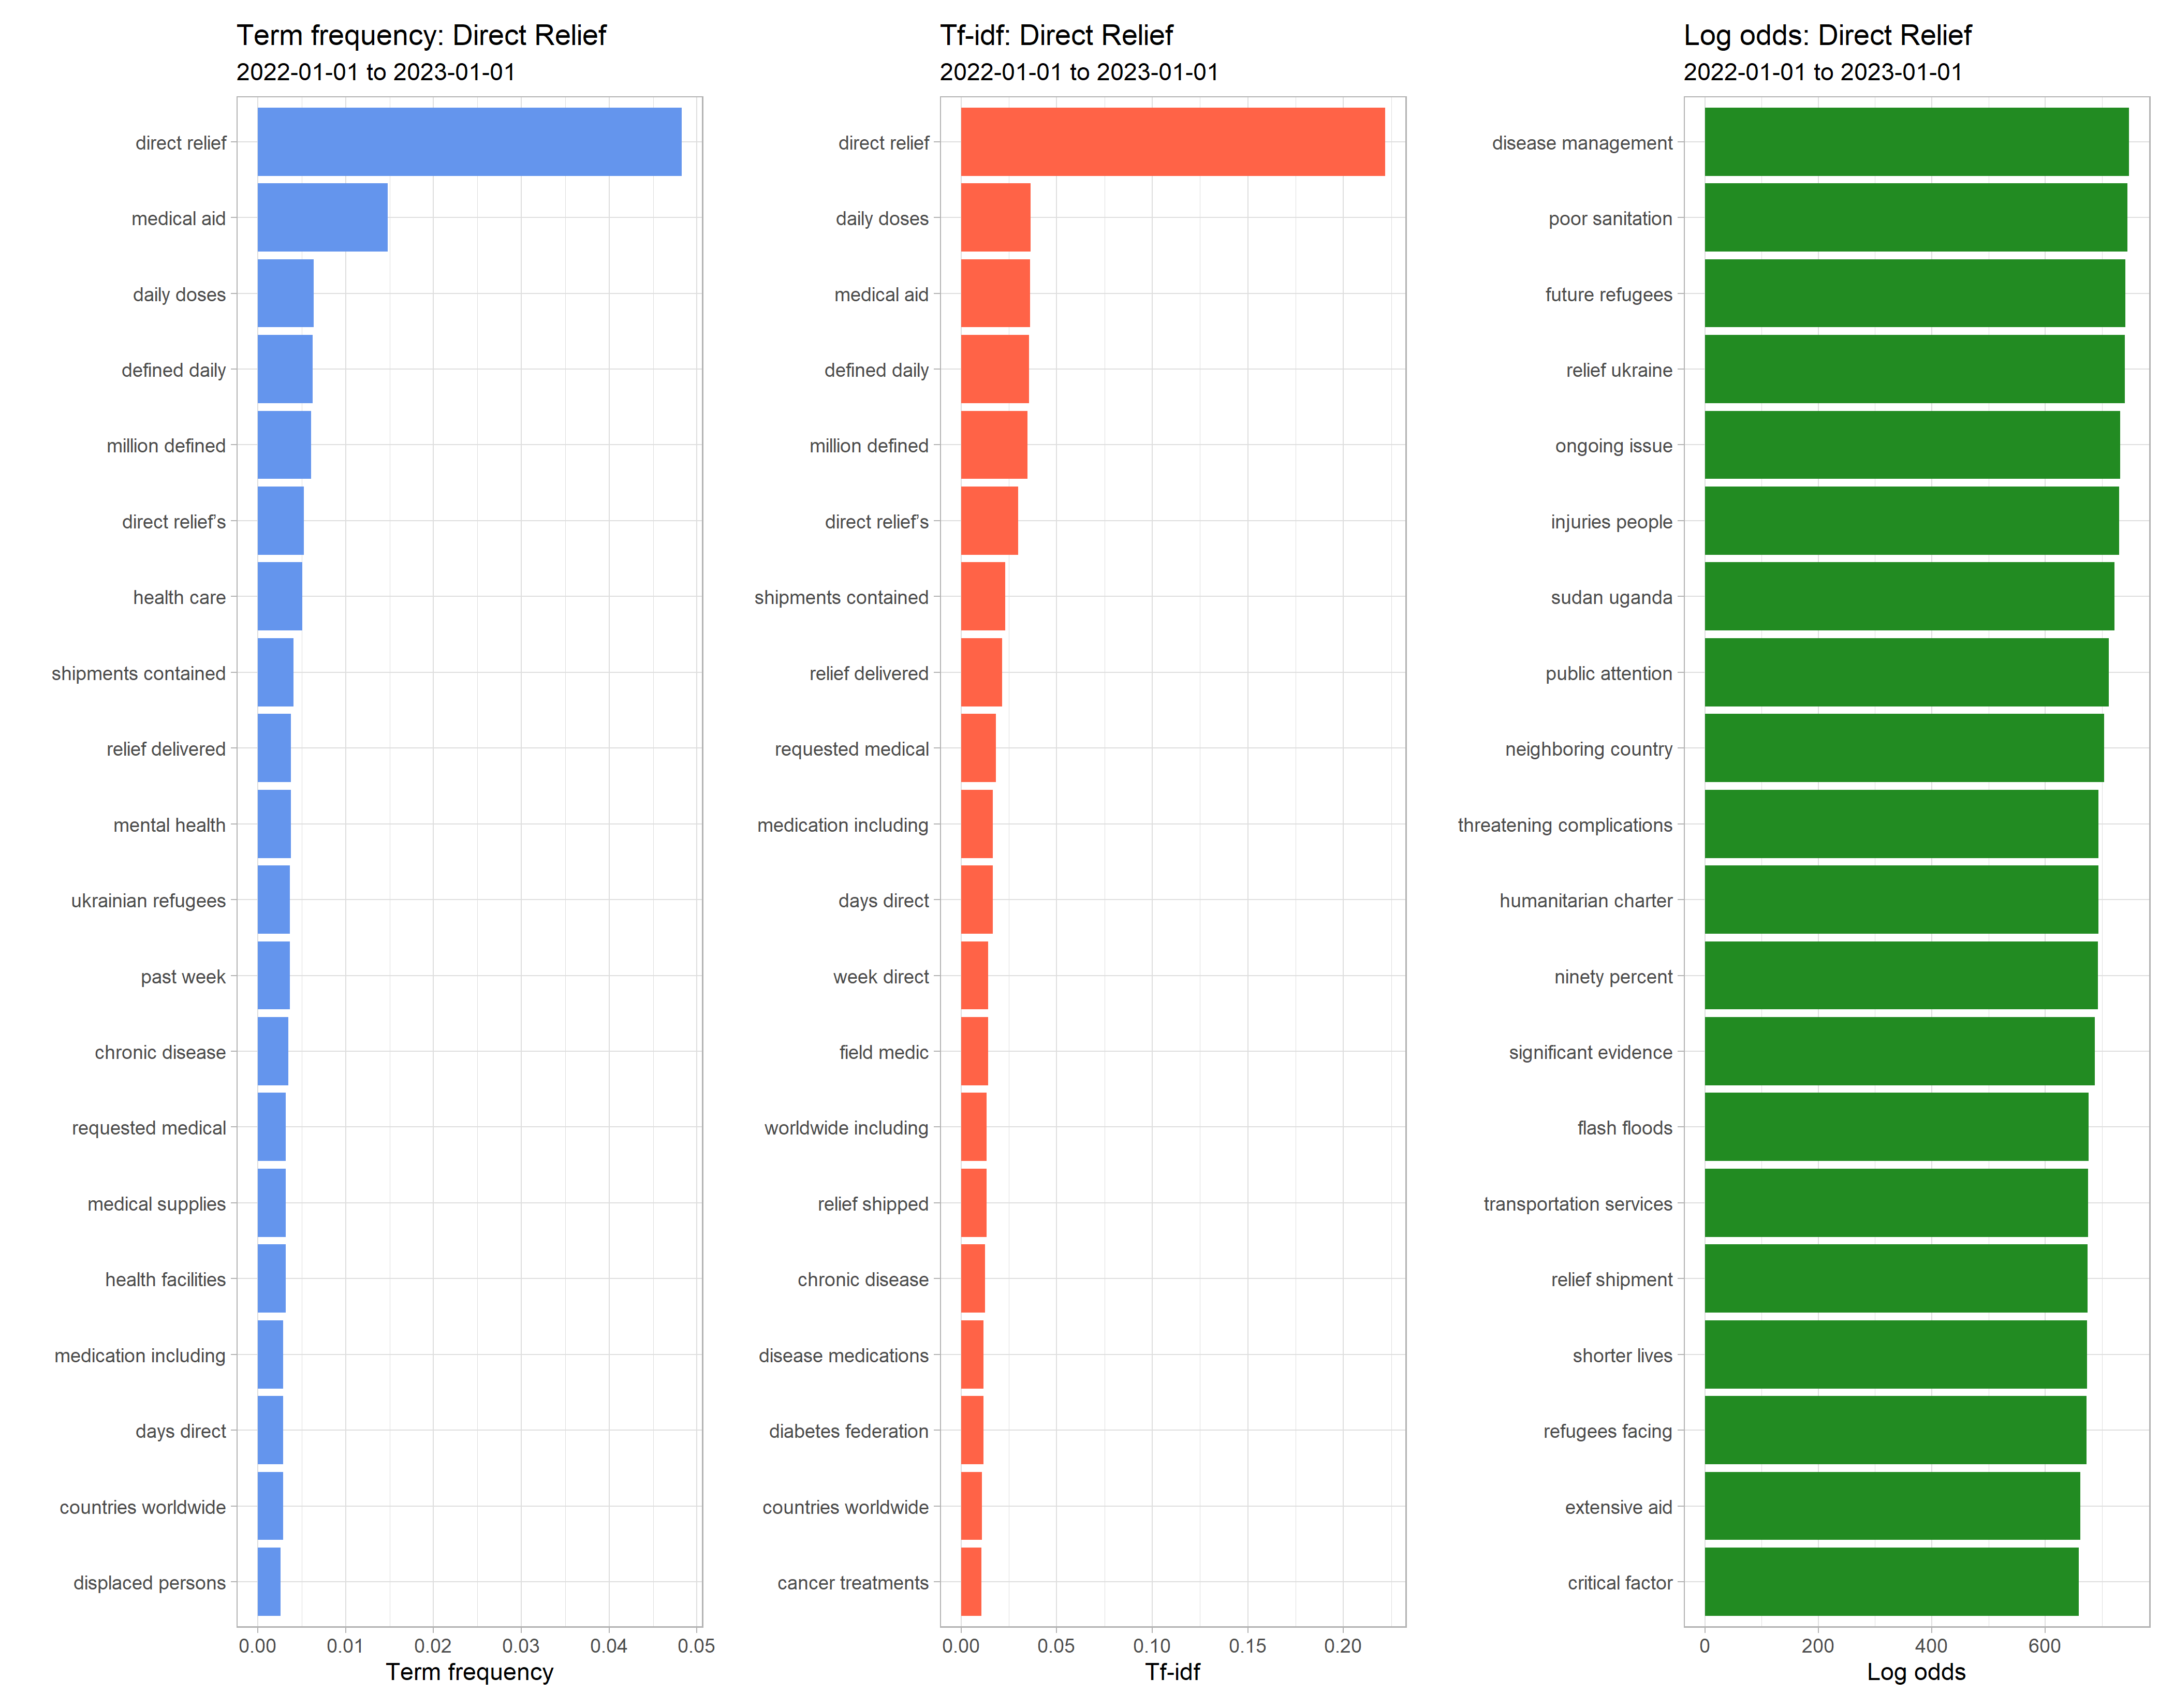 Term frequency: Direct Relief
2022-01-01 to 2023-01-01
direct relief
medical aid
daily doses
defined daily
million defined
direct relief's
health care
shipments contained
relief delivered
mental health
ukrainian refugees
past week
chronic disease
requested medical
medical supplies
health facilities
medication including
days direct
countries worldwide
displaced persons
0.00 0.01 0.02 0.03 0.04 0.05
Term frequency
Tf-idf: Direct Relief
2022-01-01 to 2023-01-01
direct relief
daily doses
medical aid
defined daily
million defined
direct relief's
shipments contained
relief delivered
requested medical
medication including
days direct
week direct
field medic
worldwide including
relief shipped
chronic disease
disease medications
diabetes federation
countries worldwide
cancer treatments
0.00 0.05 0.10 0.15 0.20
Tf-idf
Log odds: Direct Relief
2022-01-01 to 2023-01-01
disease management
poor sanitation
future refugees
relief ukraine
ongoing issue
injuries people
sudan uganda
public attention
neighboring country
threatening complications
humanitarian charter
ninety percent
significant evidence
flash floods
transportation services
relief shipment
shorter lives
refugees facing
extensive aid
critical factor
0 200 400 600
Log odds